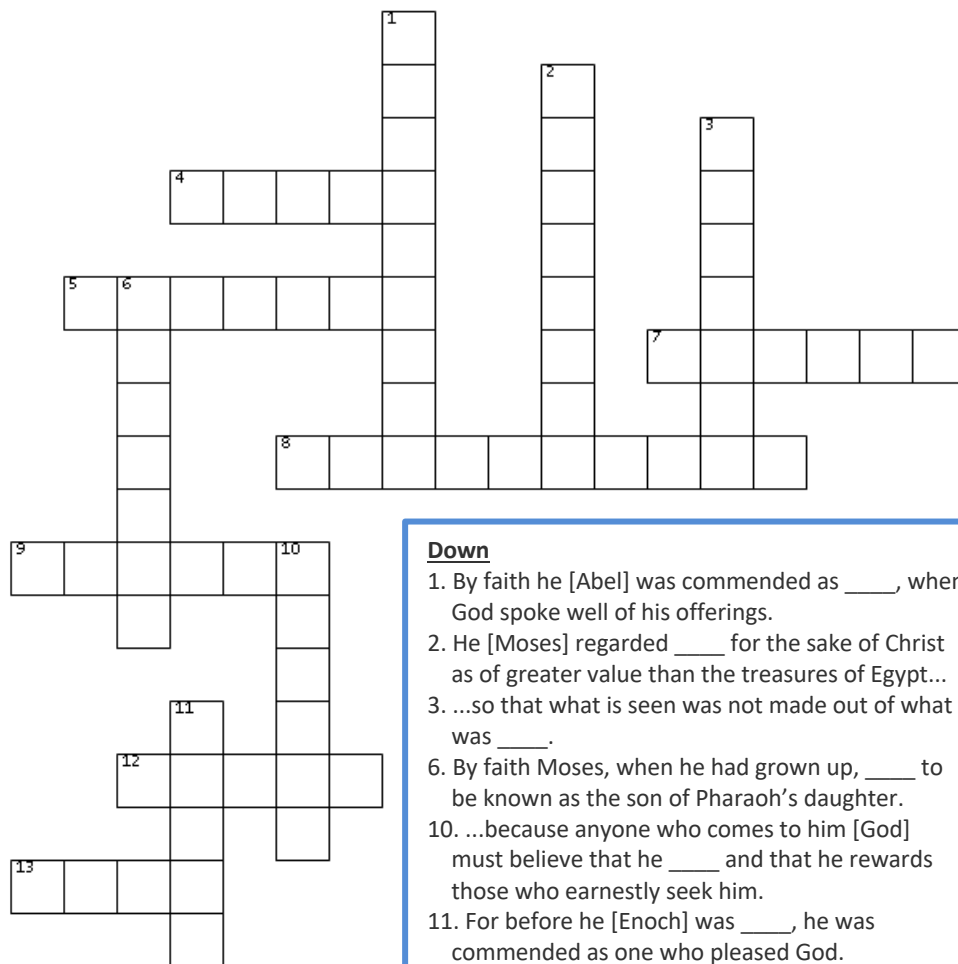 1
2
3
4
5 6
7
8
9 10
11
12
13
Down
1. By faith he [Abel] was commended as ____, when
God spoke well of his offerings.
2. He [Moses] regarded ____ for the sake of Christ
as of greater value than the treasures of Egypt...
3. ...so that what is seen was not made out of what
was ____.
6. By faith Moses, when he had grown up, ____ to
be known as the son of Pharaoh’s daughter.
10. ...because anyone who comes to him [God]
must believe that he ____ and that he rewards
those who earnestly seek him.
11. For before he [Enoch] was ____, he was
commended as one who pleased God.